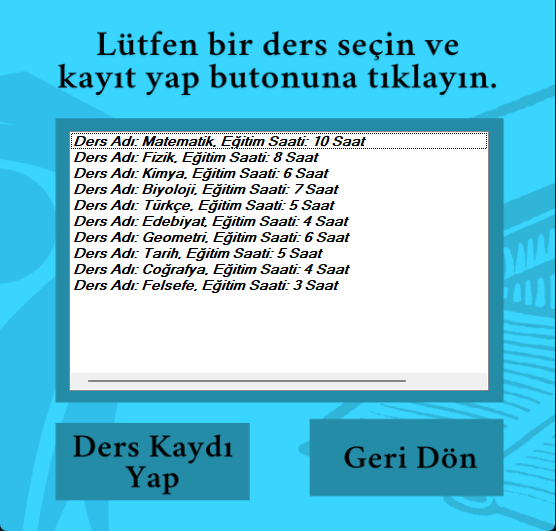 Lütfen bir ders seçin ve
kayıt yap butonuna tıklayın.
Ders Adı: Matematik, Eğitim Saati: 10 Saat
Ders Adı: Fizik, Eğitim Saati: 8 Saat
Ders Adı: Kimya, Eğitim Saati: 6 Saat
Ders Adı: Biyoloji, Eğitim Saati: 7 Saat
Ders Adı: Türkçe, Eğitim Saati: 5 Saat
Ders Adı: Edebiyat, Eğitim Saati: 4 Saat
Ders Adı: Geometri, Eğitim Saati: 6 Saat
Ders Adı: Tarih, Eğitim Saati: 5 Saat
Ders Adı: Coğrafya, Eğitim Saati: 4 Saat
Ders Adı: Felsefe, Eğitim Saati: 3 Saat
Ders Kaydı
Yap
Geri Dön